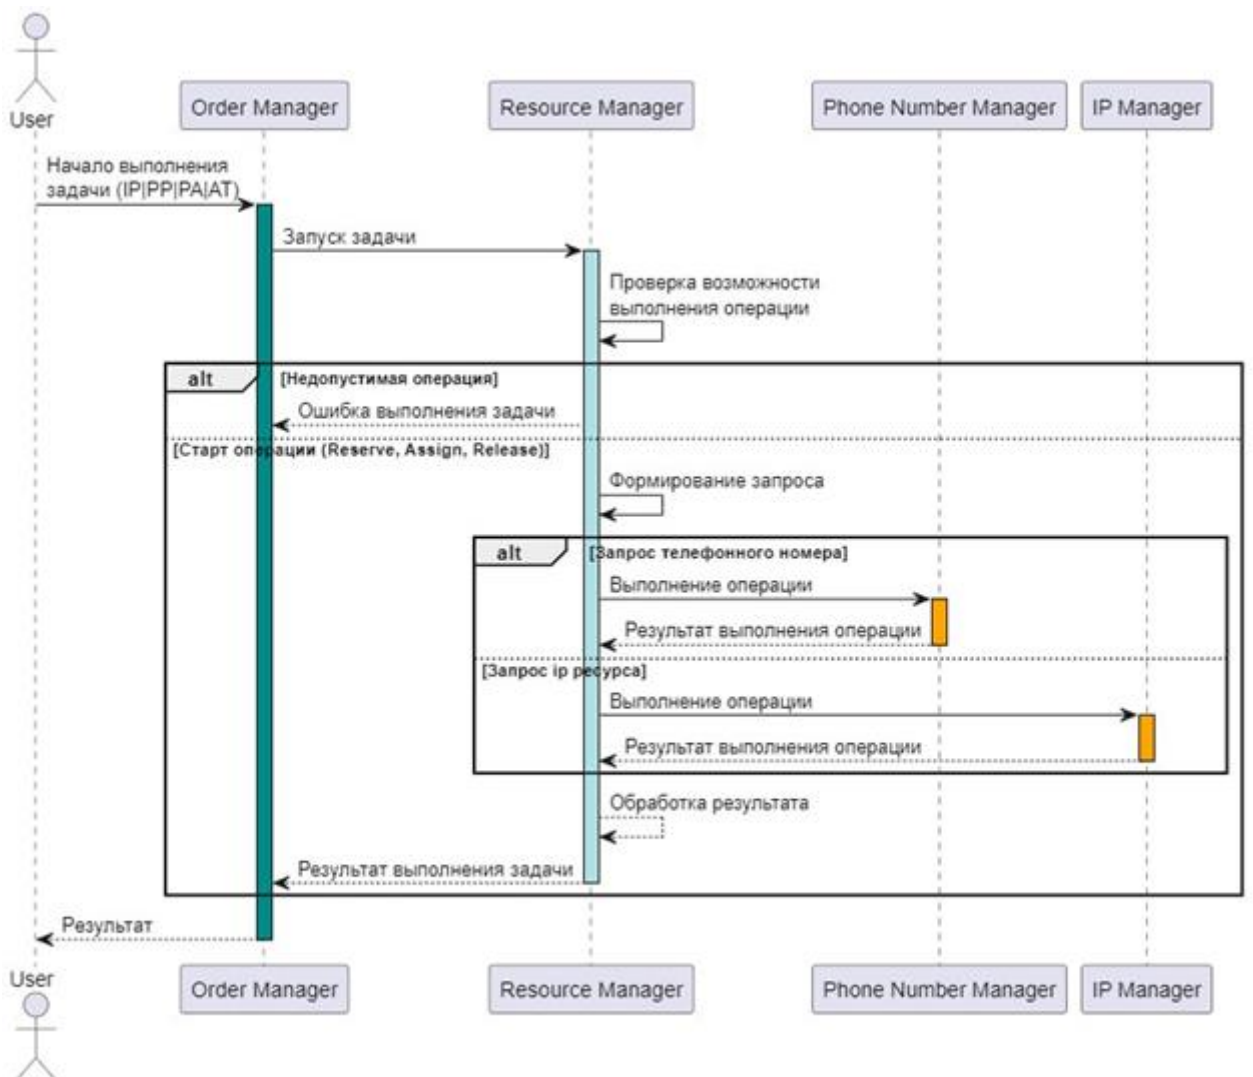 User
Order Manager
Resource Manager
Phone Number Manager
IP Manager
Начало выполнения
задачи (IP|PP|PA|AT)
Запуск задачи
Проверка возможности
выполнения операции
alt
[Недопустимая операция]
Ошибка выполнения задачи
[Старт операции (Reserve, Assign, Release)]
Формирование запроса
alt
[Запрос телефонного номера]
Выполнение операции
Результат выполнения операции
[Запрос ip ресурса]
Выполнение операции
Результат выполнения операции
Обработка результата
Результат выполнения задачи
Результат
User
Order Manager
Resource Manager
Phone Number Manager
IP Manager